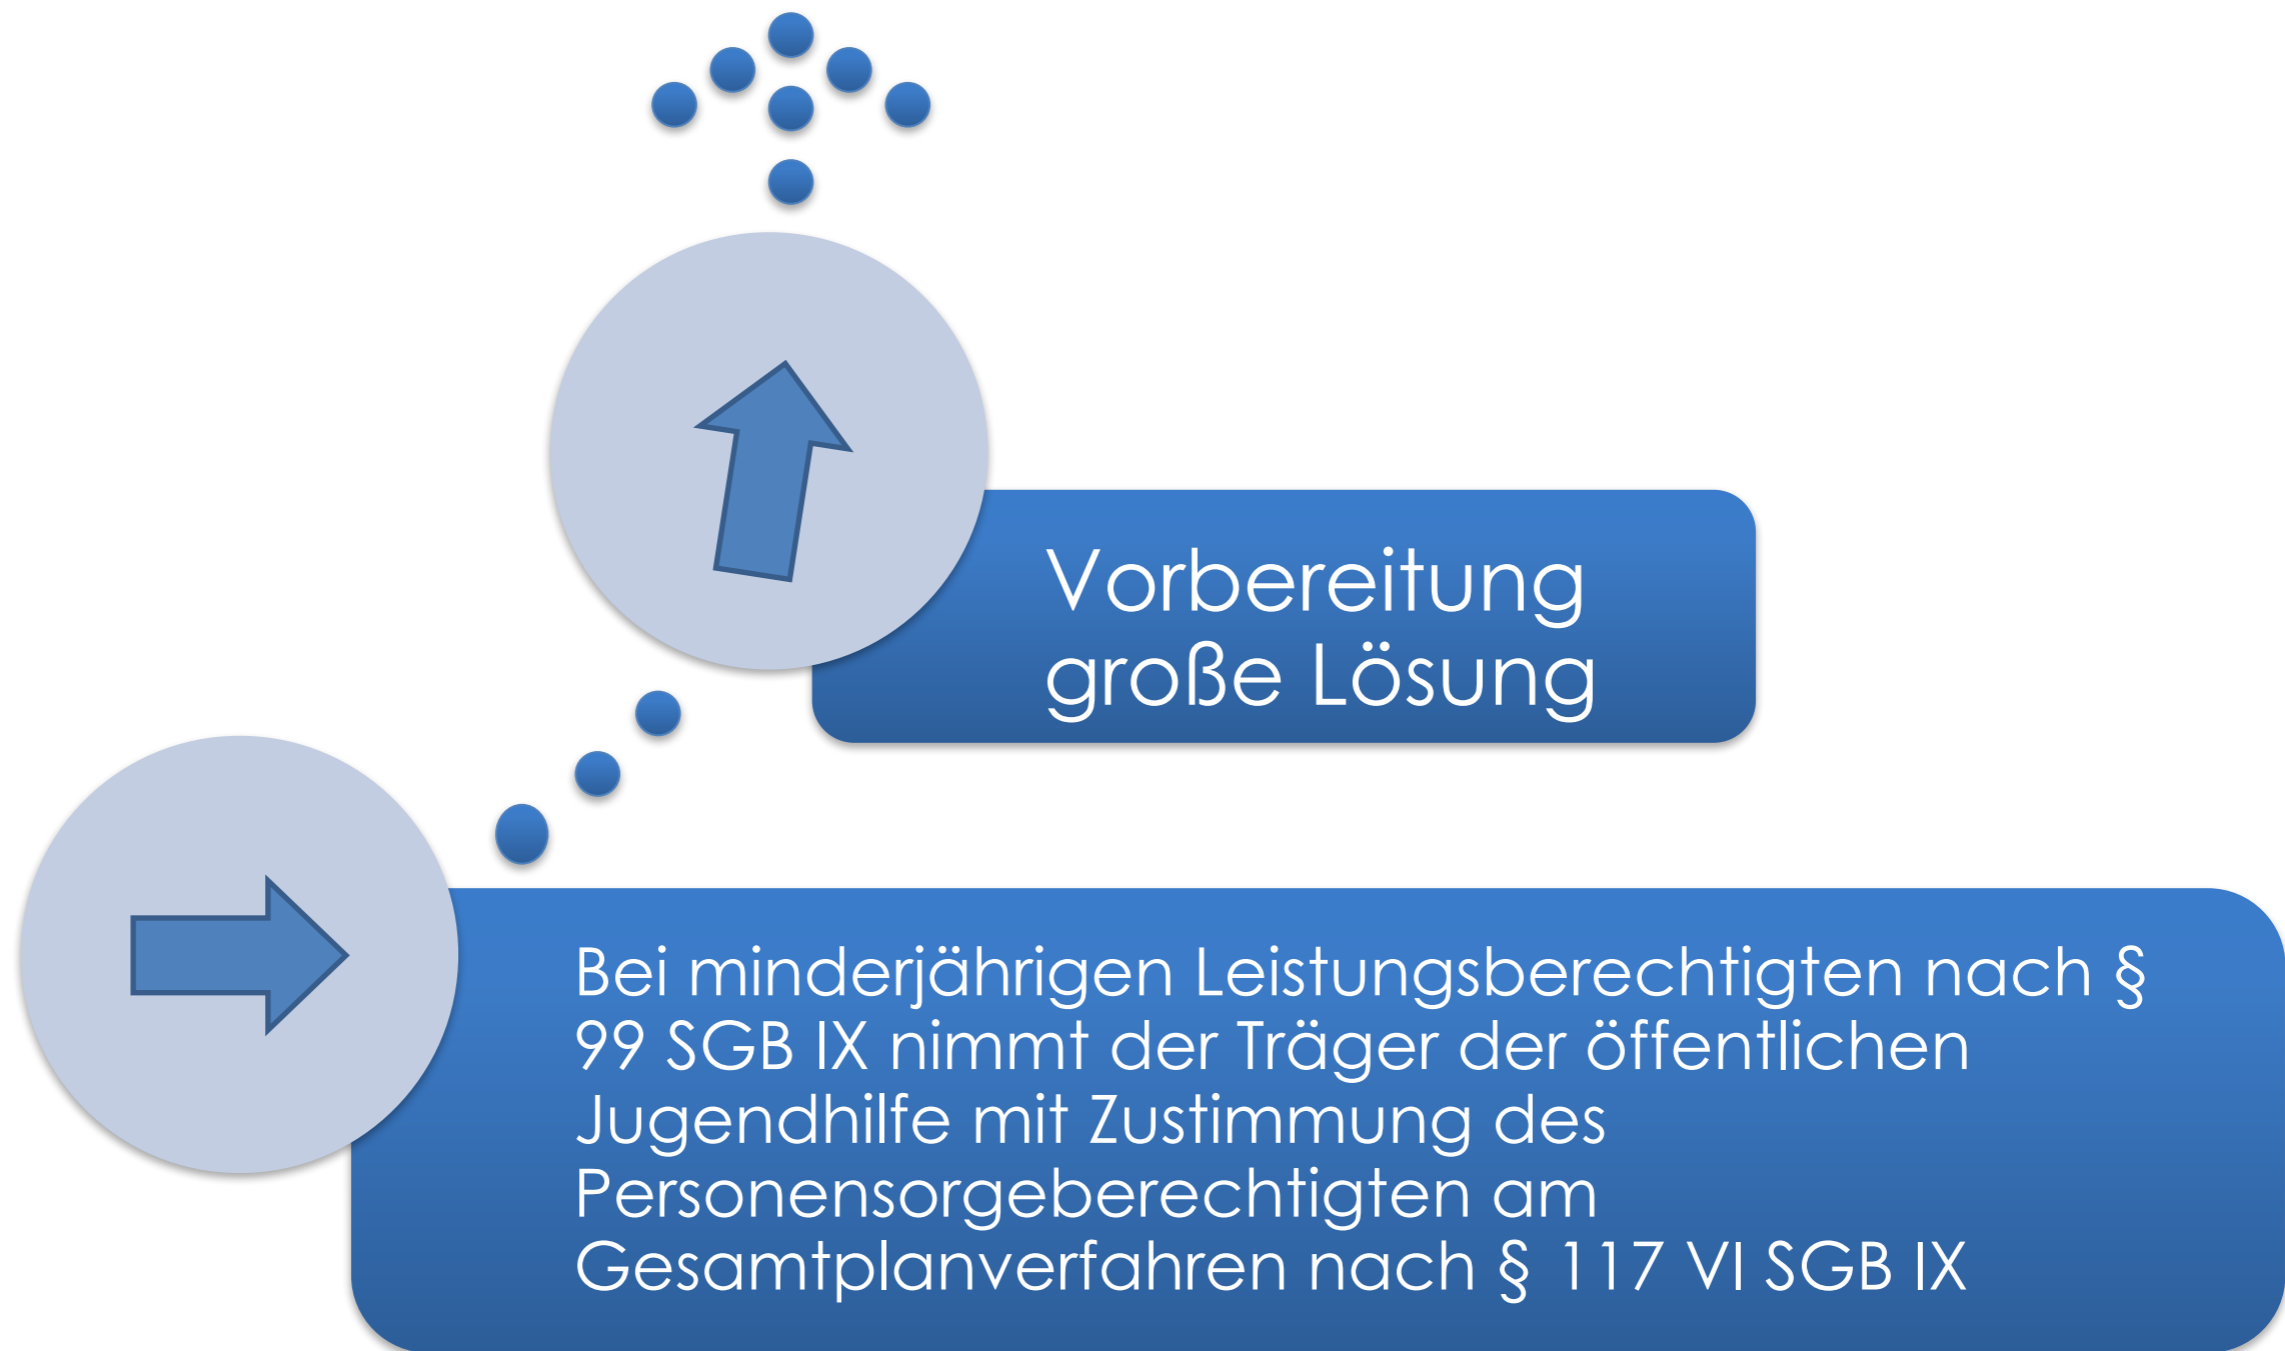 Vorbereitung
große Lösung
Bei minderjährigen Leistungsberechtigten nach §
99 SGB IX nimmt der Träger der öffentlichen
Jugendhilfe mit Zustimmung des
Personensorgeberechtigten am
Gesamtplanverfahren nach § 117 VI SGB IX